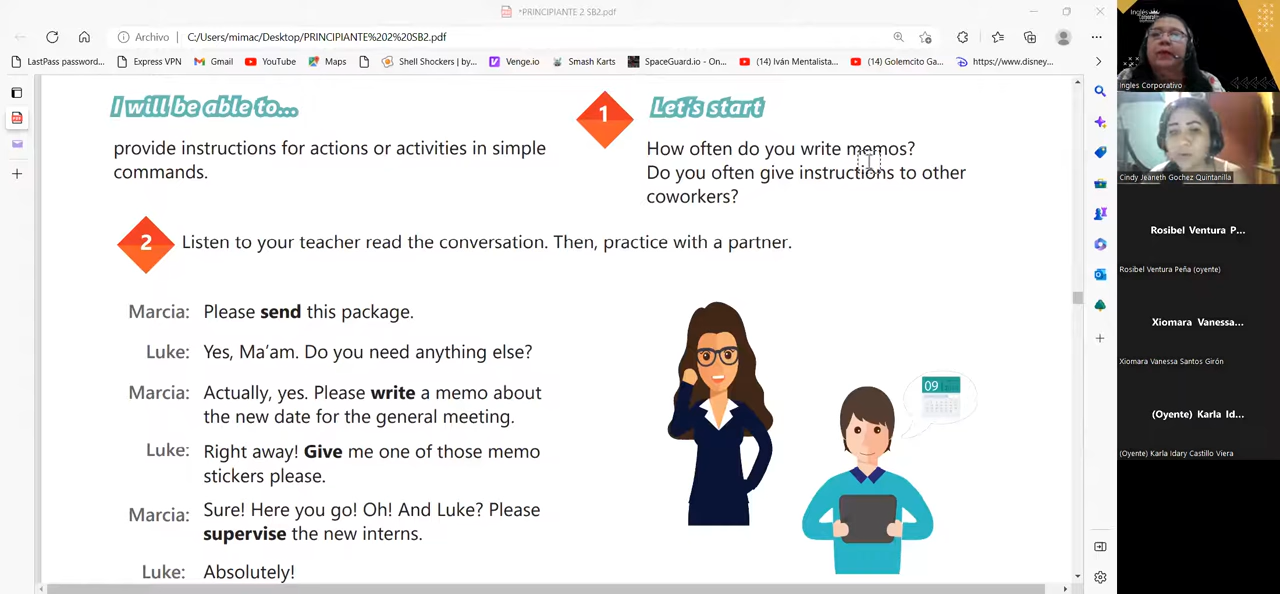 *PRINCIPIANTE 2 SB2.pdf
Archivo
C:/Users/mimac/Desktop/PRINCIPIANTE%202%20SB2.pdf
LastPass password...
Express VPN
Gmail
YouTube
Maps
Shell Shockers | by...
Venge.io
Smash Karts
SpaceGuard.io - On...
(14) Iván Mentalista...
(14) Golemcito Ga...
https://www.disney...
I will be able to...
provide instructions for actions or activities in simple
commands.
1
Let's start
How often do you write memos?
Do you often give instructions to other
coworkers?
2
Listen to your teacher read the conversation. Then, practice with a partner.
Marcia: Please send this package.
Luke: Yes, Ma'am. Do you need anything else?
Marcia: Actually, yes. Please write a memo about
the new date for the general meeting.
Luke: Right away! Give me one of those memo
stickers please.
Marcia: Sure! Here you go! Oh! And Luke? Please
supervise the new interns.
Luke: Absolutely!
09
Inglés
Ingles Corporativo
Cindy Jeaneth Gochez Quintanilla
Rosibel Ventura P...
Rosibel Ventura Peña (oyente)
Xiomara Vanessa...
Xiomara Vanessa Santos Girón
(Oyente) Karla Id...
(Oyente) Karla Idary Castillo Viera